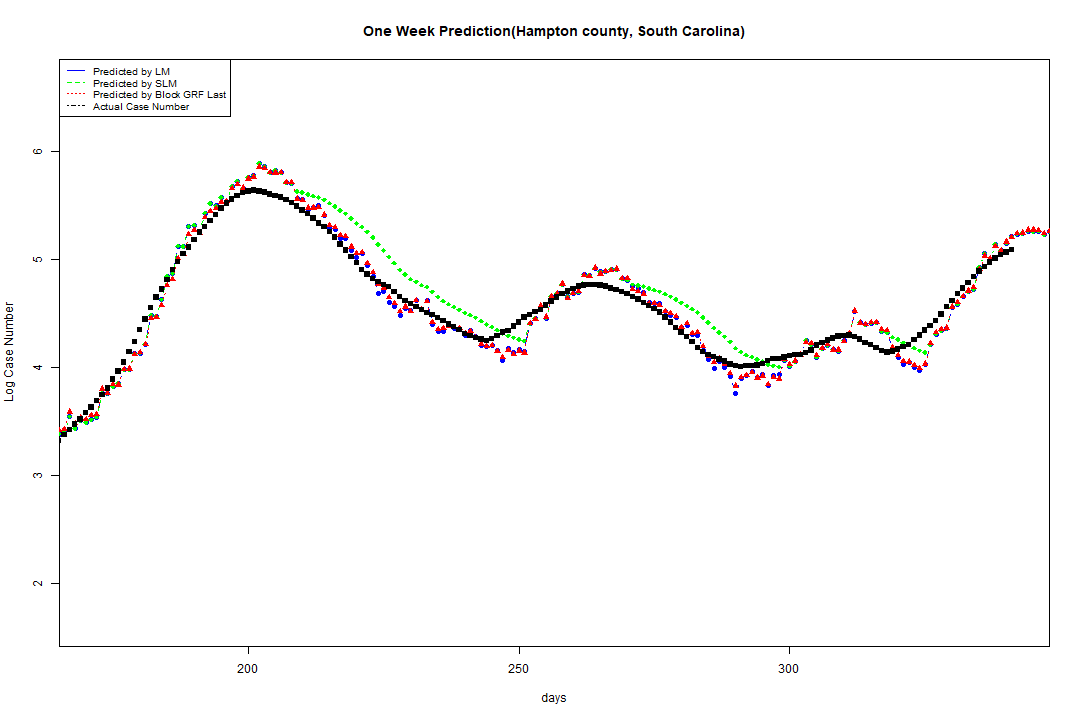 One Week Prediction(Hampton county, South Carolina)
Predicted by LM
Predicted by SLM
Predicted by Block GRF Last
Actual Case Number
6
5
4
3
2
Log Case Number
200 250 300
days